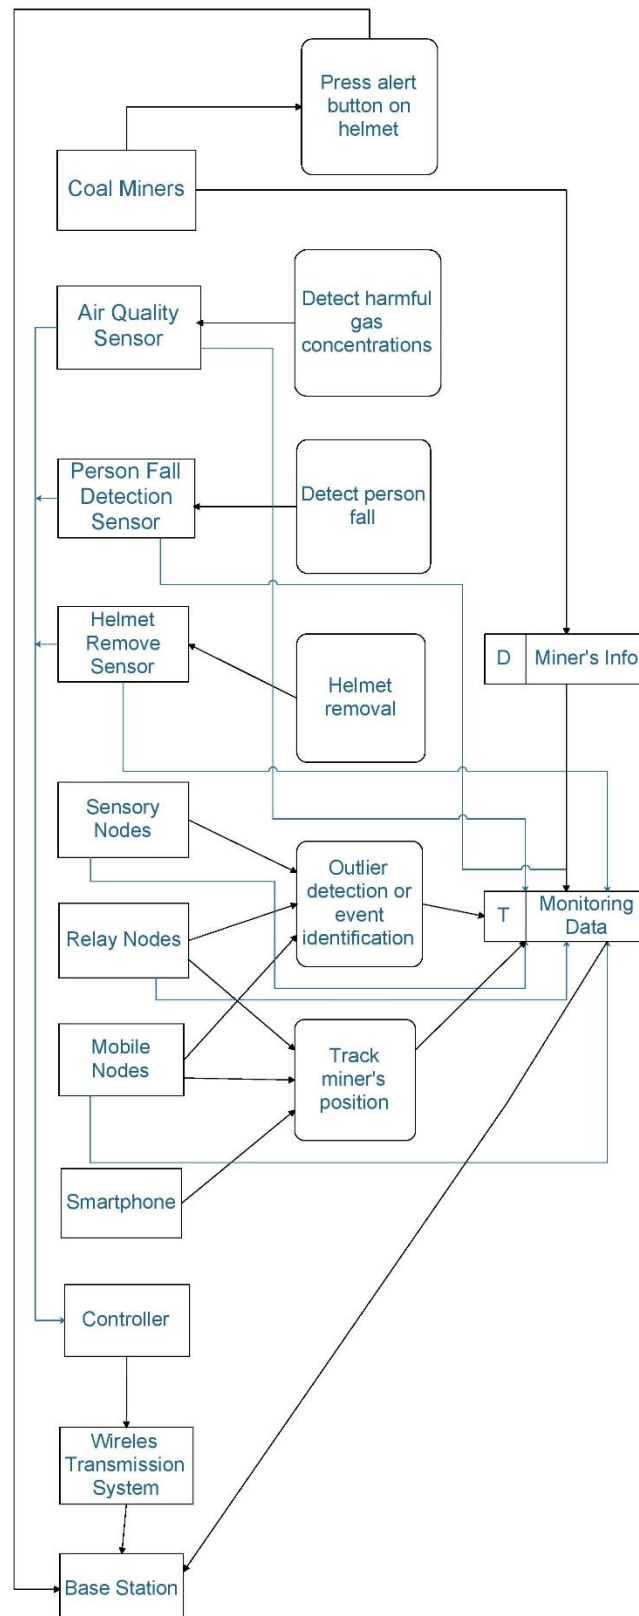 Press alert
button on
helmet
Coal Miners
Air Quality
Sensor
Detect harmful
gas
concentrations
Person Fall
Detection
Sensor
Detect person
fall
Helmet
Remove
Sensor
Helmet
removal
D
Miner's Info
Sensory
Nodes
Outlier
detection or
event
identification
T
Monitoring
Data
Relay Nodes
Mobile
Nodes
Track
miner's
position
Smartphone
Controller
Wireles
Transmission
System
Base Station